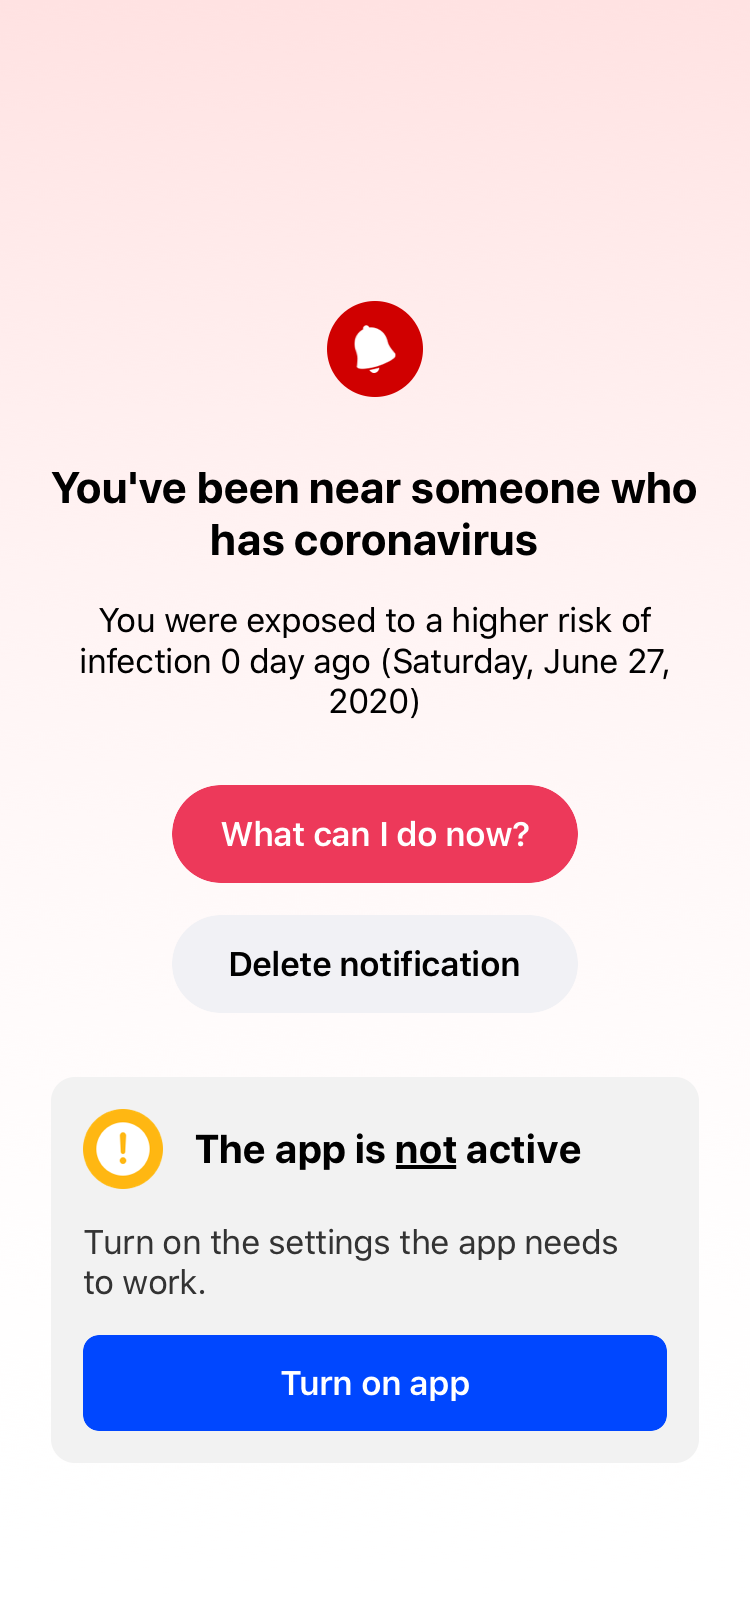 You've been near someone who
has coronavirus
You were exposed to a higher risk of
infection 0 day ago (Saturday, June 27,
2020)
What can I do now?
Delete notification
The app is not active
Turn on the settings the app needs
to work.
Turn on app